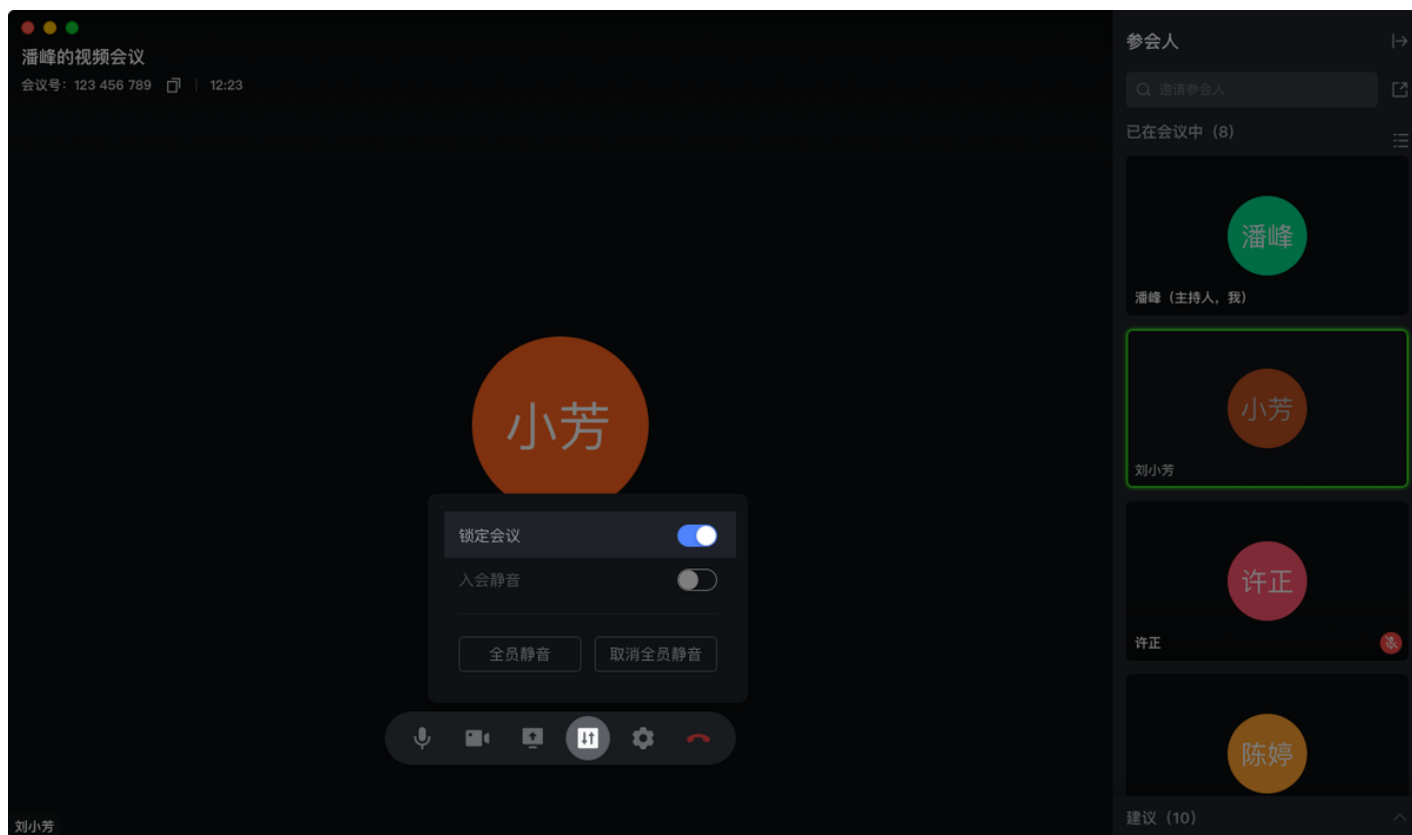 潘峰的视频会议
会议号：123 456 789 | 12:23
小芳
锁定会议
入会静音
全员静音 取消全员静音
刘小芳
参会人
邀请参会人
已在会议中（8）
潘峰
潘峰（主持人，我）
小芳
刘小芳
许正
许正
陈婷
建议（10）